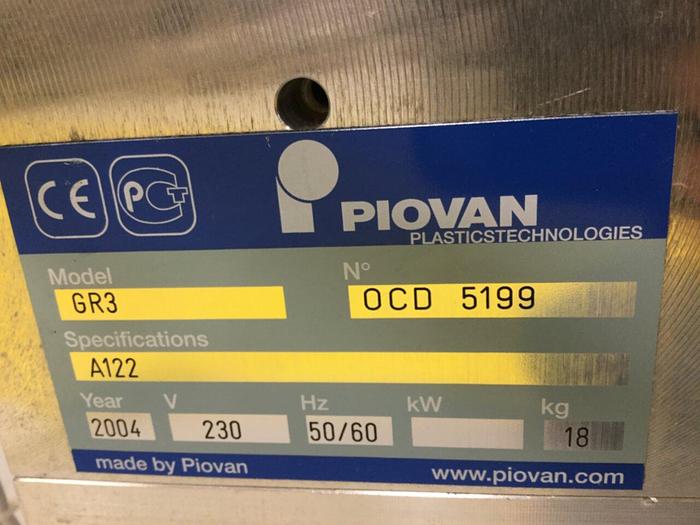 CE PCT
PIOVAN
PLASTICSTECHNOLOGIES
Model N°
GR3 OCD 5199
Specifications
A122
Year V Hz kW kg
2004 230 50/60 18
made by Piovan www.piovan.com